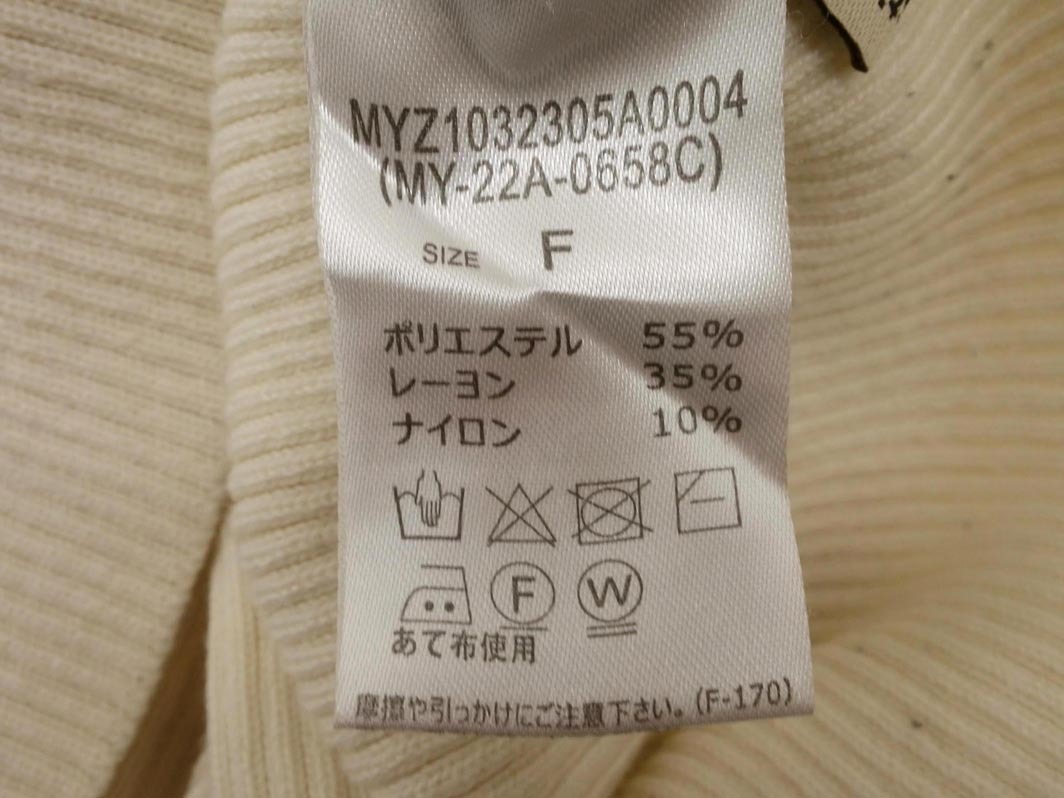 MYZ1032305A0004
(MY-22A-0658C)
SIZE F
ポリエステル 55%
レーヨン 35%
ナイロン 10%
F W
あて布使用
摩擦や引っかけにご注意下さい。(F-170)